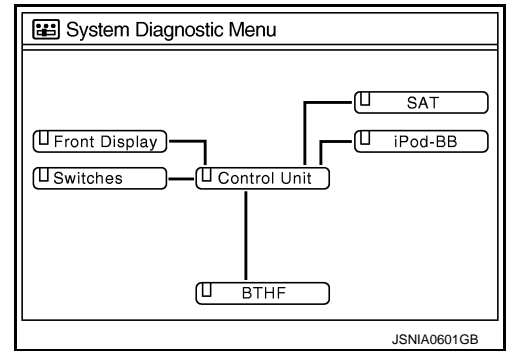 System Diagnostic Menu
SAT
Front Display
iPod-BB
Switches
Control Unit
BTHF
JSNIA0601GB